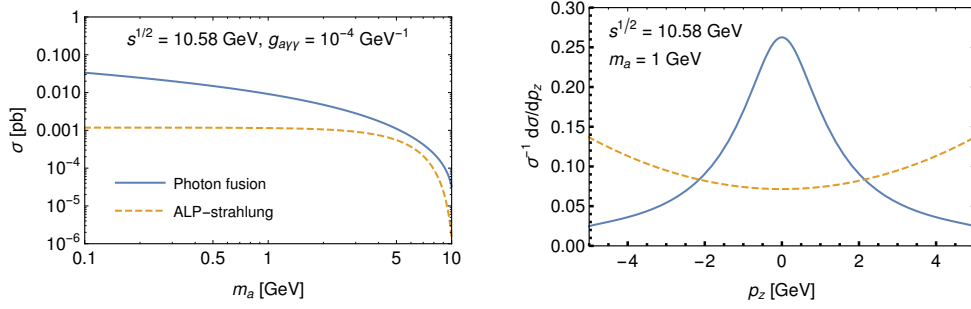 s^{1/2} = 10.58 GeV, g_{aγγ} = 10^{-4} GeV^{-1}
σ [pb]
1
0.100
0.010
0.001
10^{-4}
10^{-5}
10^{-6}
Photon fusion
ALP-strahlung
0.1
0.5
1
5
10
m_a [GeV]
s^{1/2} = 10.58 GeV
m_a = 1 GeV
σ^{-1} dσ/dp_z
0.30
0.25
0.20
0.15
0.10
0.05
0.00
-4
-2
0
2
4
p_z [GeV]